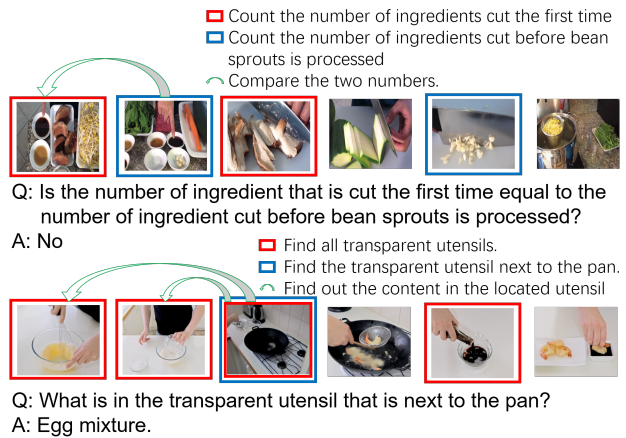 Count the number of ingredients cut the first time
Count the number of ingredients cut before bean
sprouts is processed
Compare the two numbers.
Q: Is the number of ingredient that is cut the first time equal to the
number of ingredient cut before bean sprouts is processed?
A: No
Find all transparent utensils.
Find the transparent utensil next to the pan.
Find out the content in the located utensil
Q: What is in the transparent utensil that is next to the pan?
A: Egg mixture.